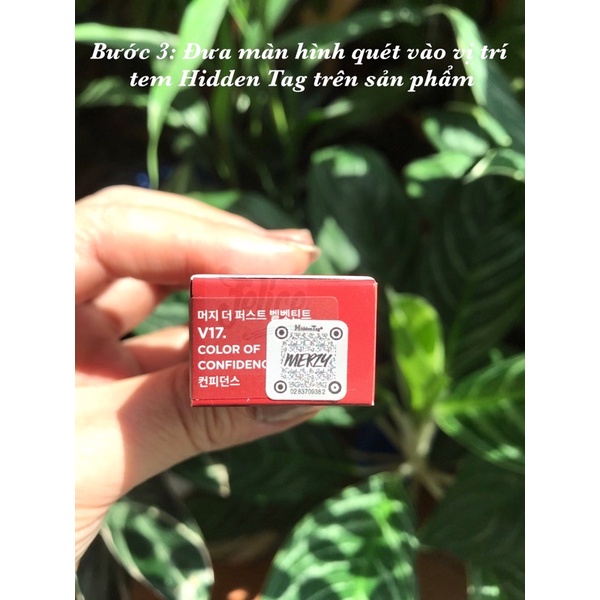 Bước 3: Đưa màn hình quét vào vị trí
tem Hidden Tag trên sản phẩm
머지 더 퍼스트 벨벳틴트
V17.
COLOR OF
CONFIDENC
컨피던스
HiddenTag®
MERZY
02 83709362